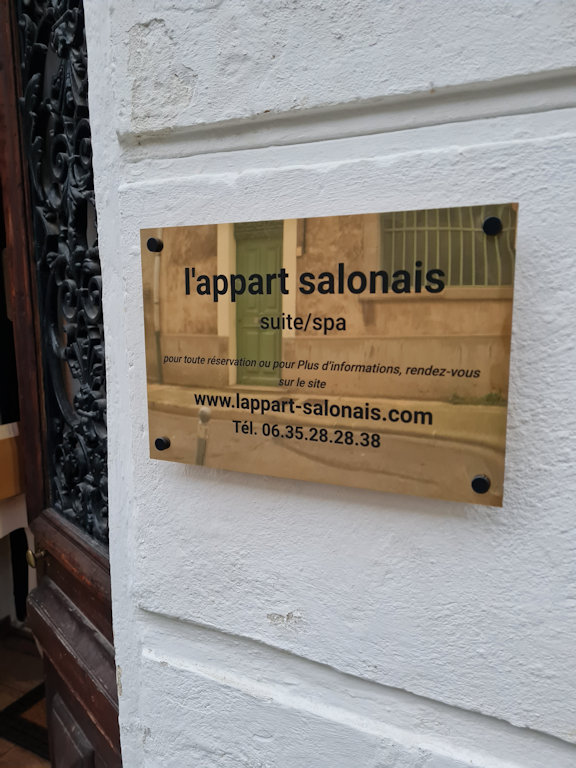 l'appart salonais
suite/spa
pour toute réservation ou pour Plus d'informations, rendez-vous
sur le site
www.lappart-salonais.com
Tél. 06.35.28.28.38